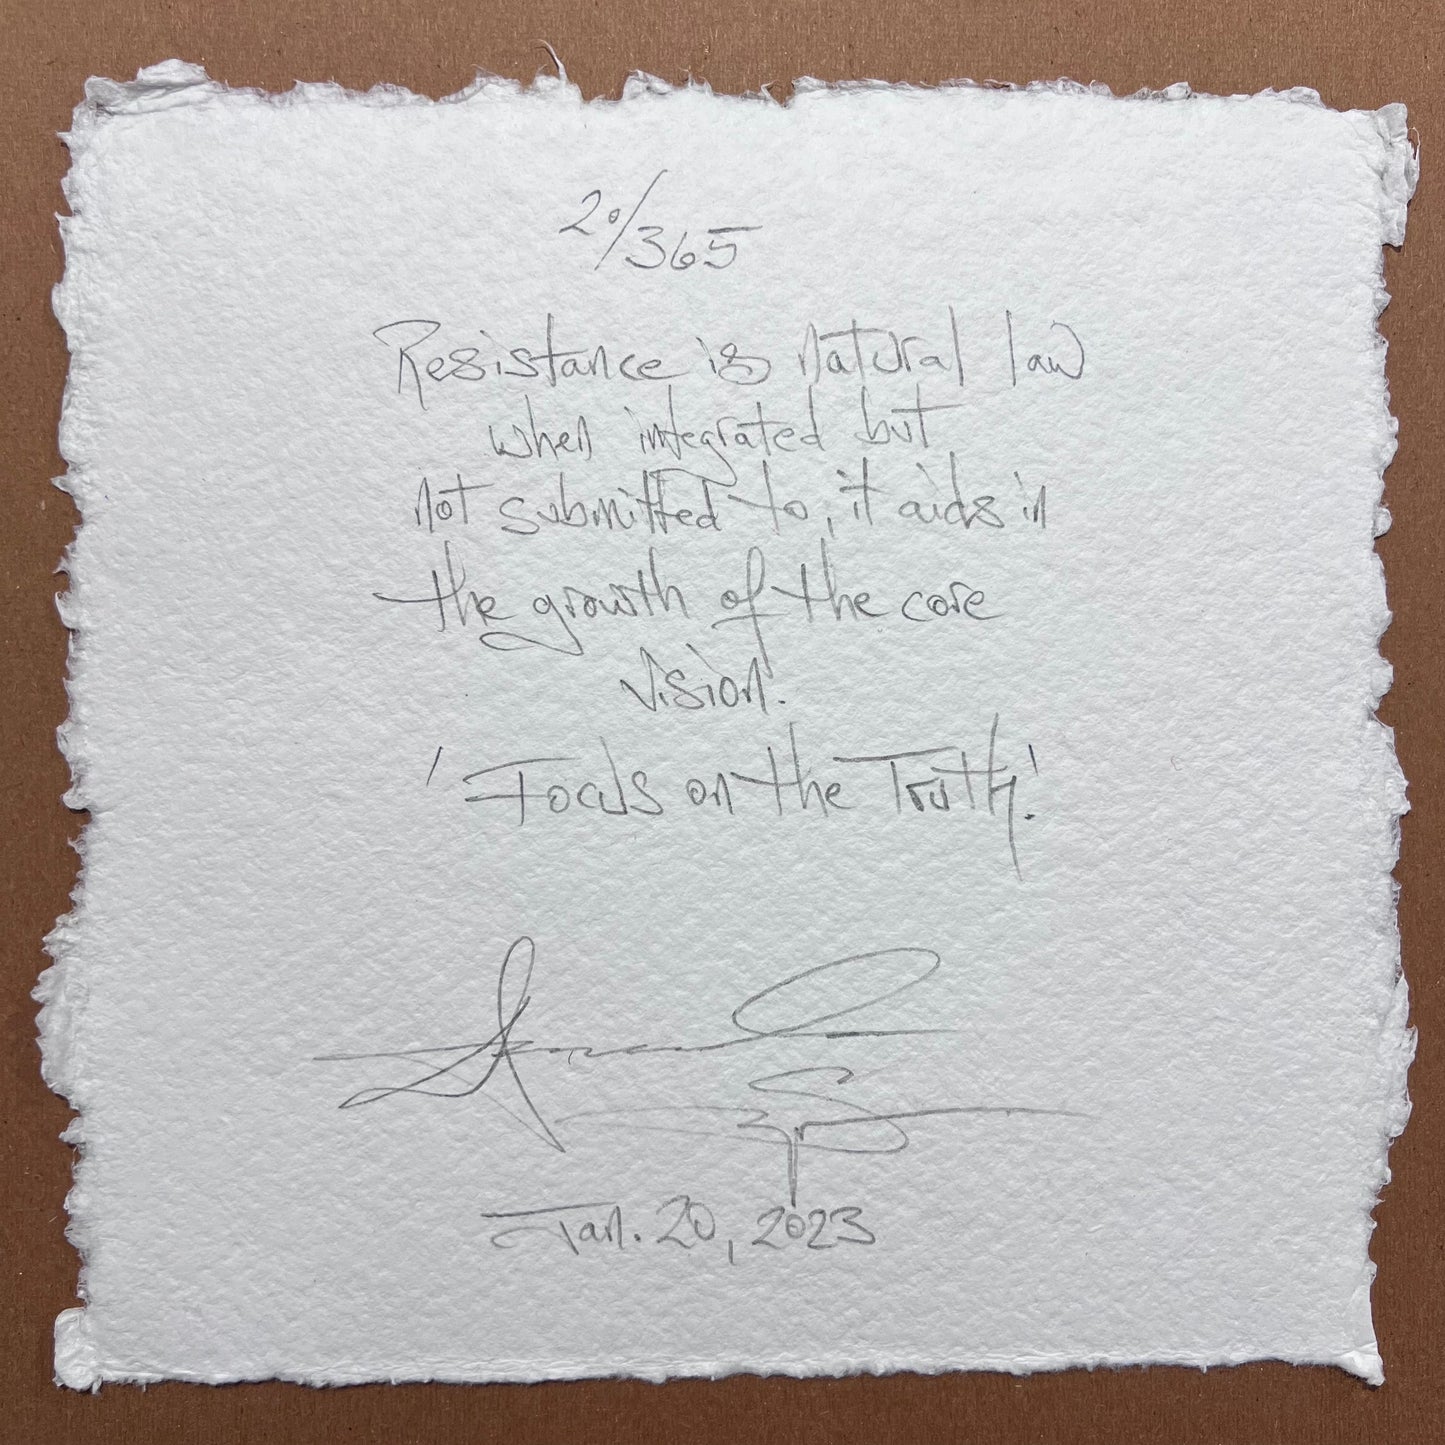 20/365
Resistance is natural law
when integrated but
not submitted to, it aids in
the growth of the core
vision.
'Focus on the Truth.'
Jan. 20, 2023